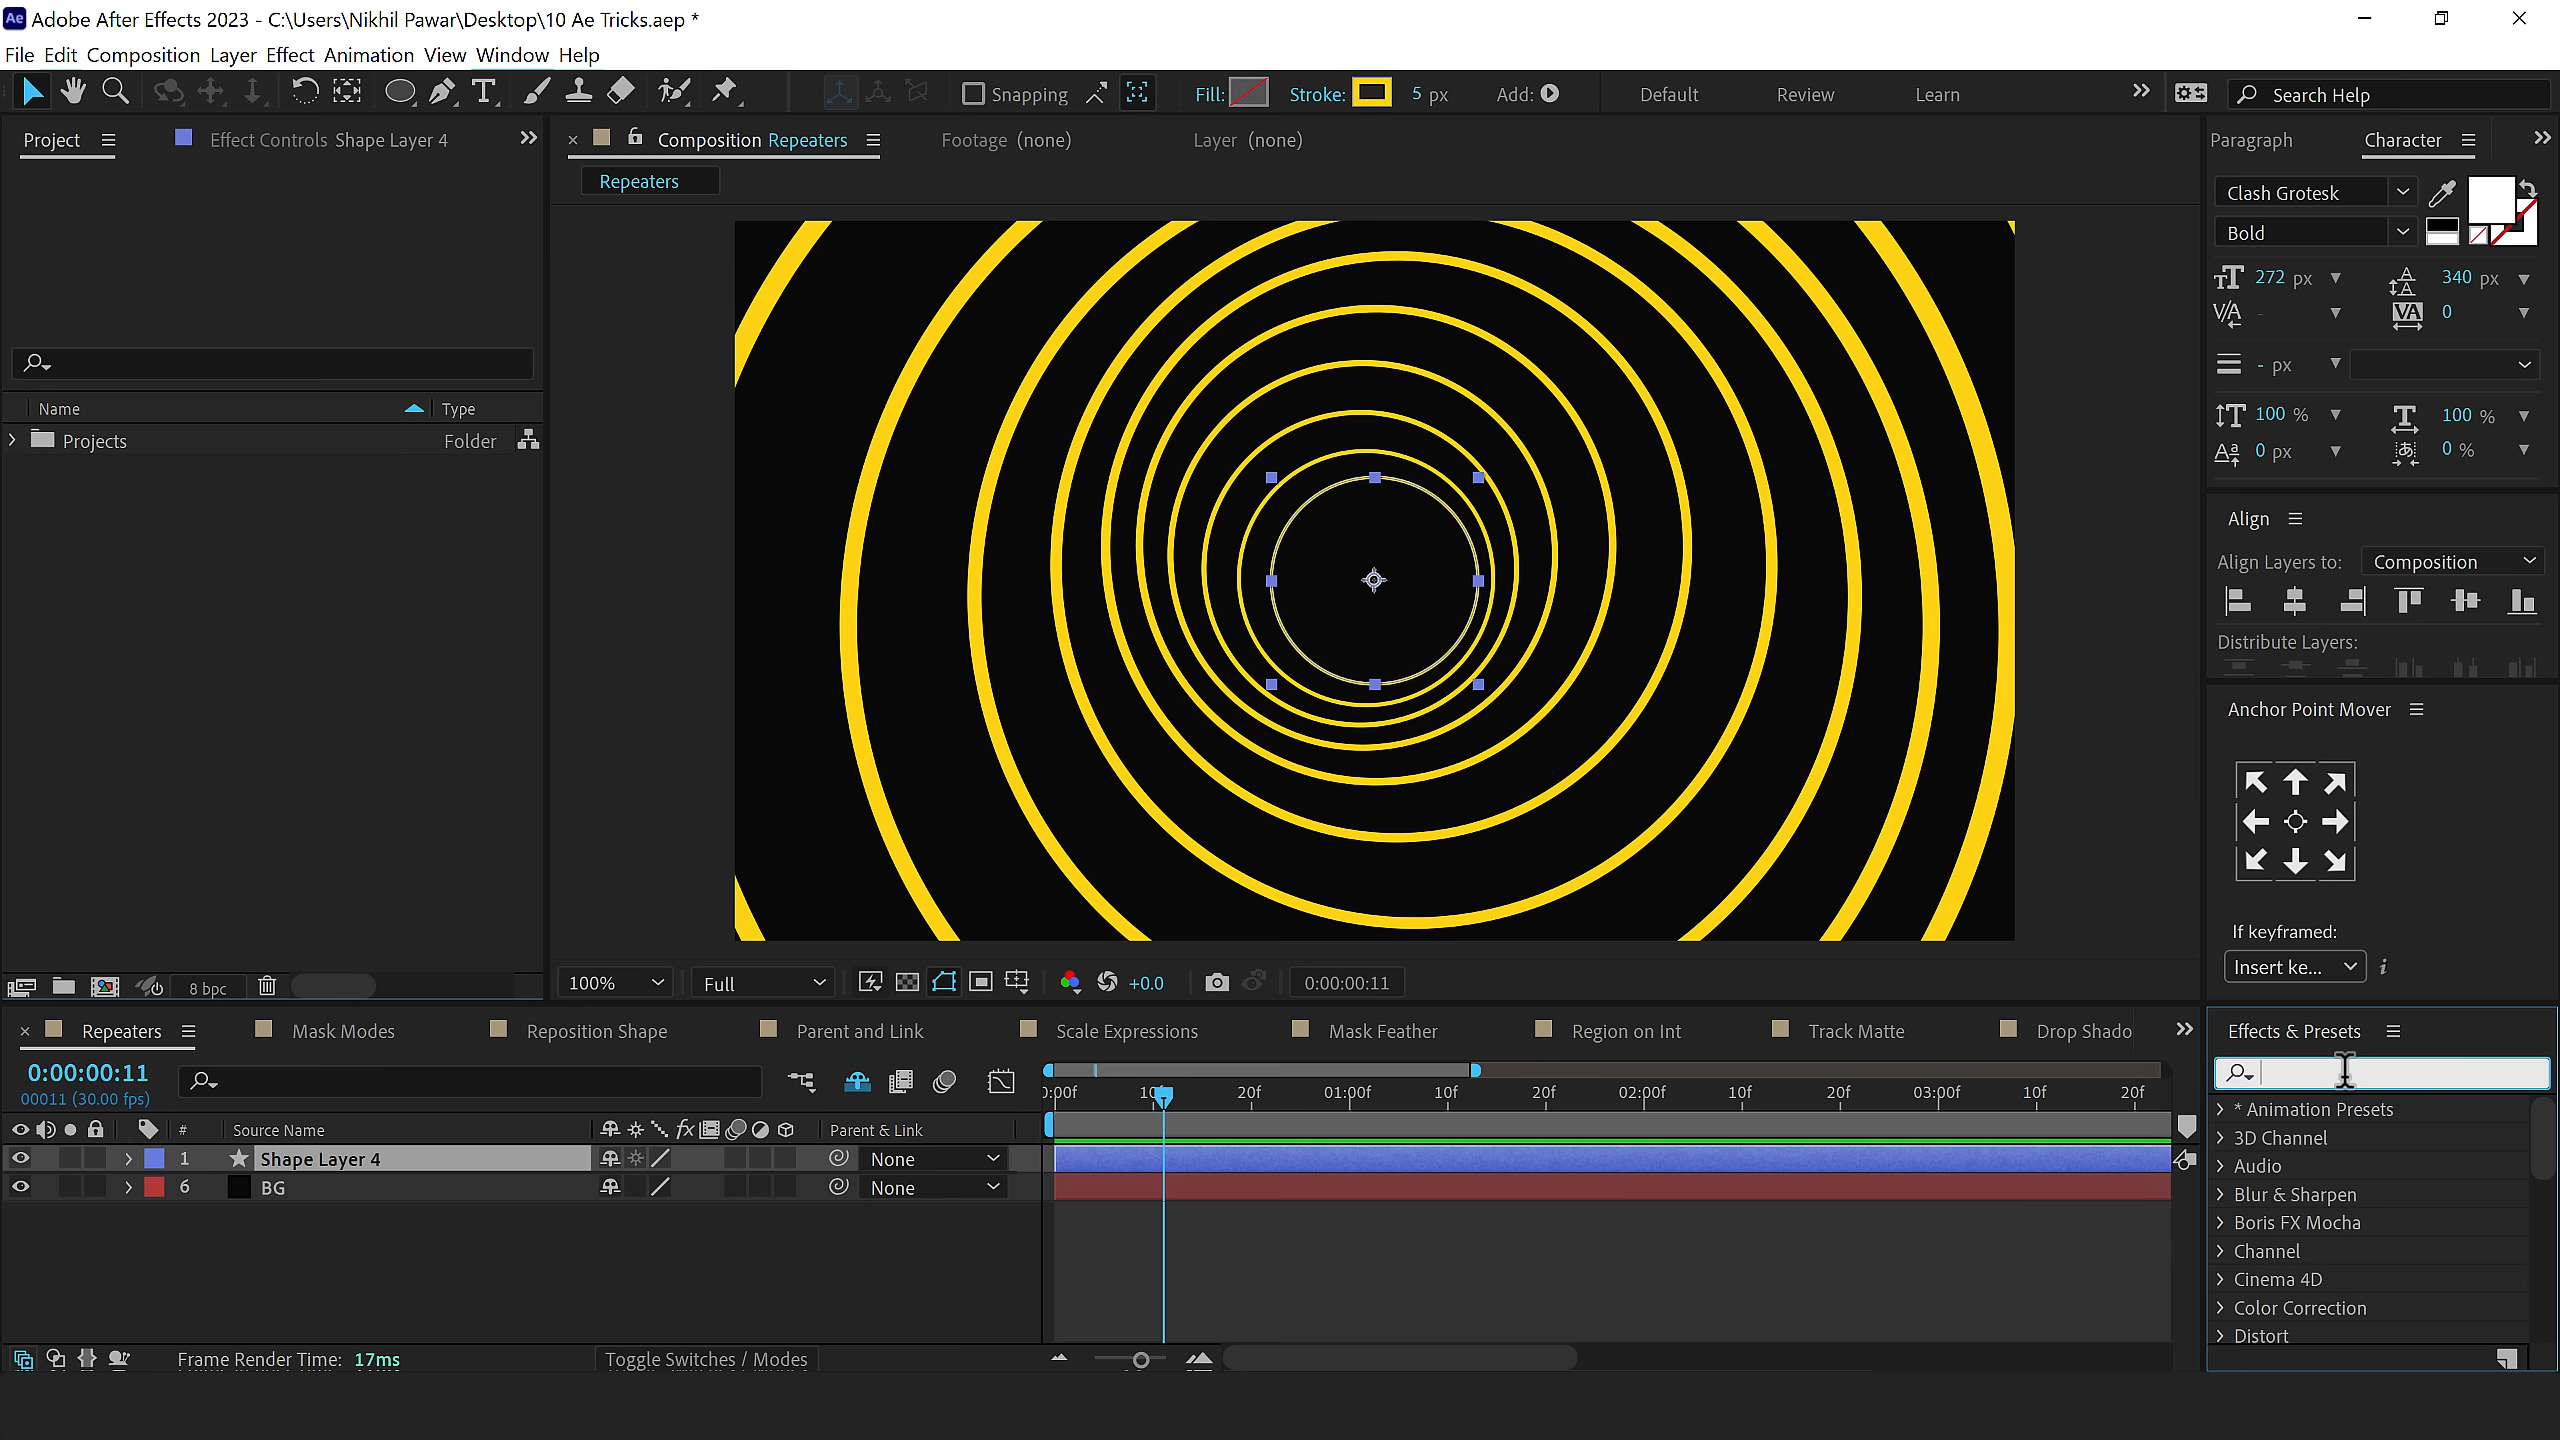 Ae Adobe After Effects 2023 - C:\Users\Nikhil Pawar\Desktop\10 Ae Tricks.aep *
File Edit Composition Layer Effect Animation View Window Help
Snapping Fill: Stroke: 5 px Add: Default Review Learn Search Help
Project Effect Controls Shape Layer 4
Composition Repeaters Footage (none) Layer (none)
Repeaters
Name Type
Projects Folder
8 bpc
100% Full +0.0 0:00:00:11
Paragraph Character
Clash Grotesk
Bold
272 px 340 px
- 0
- px
100 % 100 %
0 px 0 %
Align
Align Layers to: Composition
Distribute Layers:
Anchor Point Mover
If keyframed:
Insert ke...
Repeaters Mask Modes Reposition Shape Parent and Link Scale Expressions Mask Feather Region on Int Track Matte Drop Shado
0:00:00:11
00011 (30.00 fps)
0:00f 10f 20f 01:00f 10f 20f 02:00f 10f 20f 03:00f 10f 20f
# Source Name Parent & Link
1 Shape Layer 4 None
6 BG None
Frame Render Time: 17ms Toggle Switches / Modes
Effects & Presets
* Animation Presets
3D Channel
Audio
Blur & Sharpen
Boris FX Mocha
Channel
Cinema 4D
Color Correction
Distort